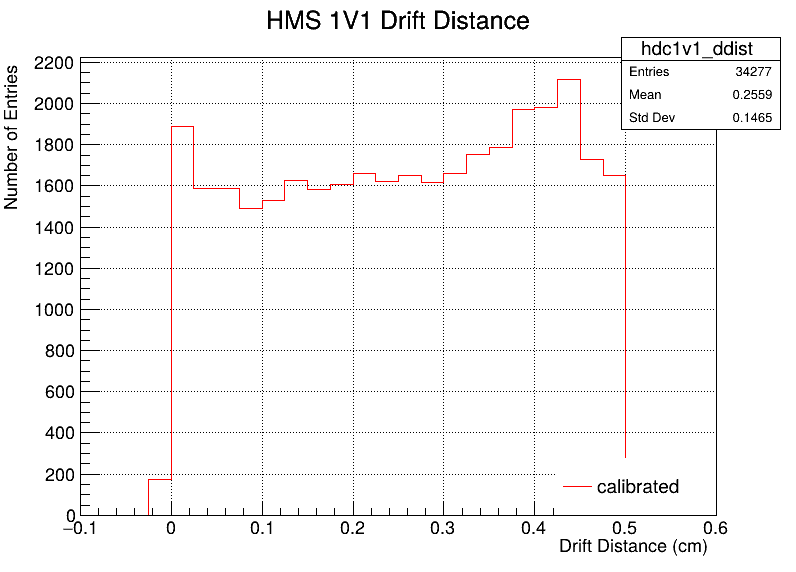 HMS 1V1 Drift Distance
hdc1v1_ddist
Entries 34277
Mean 0.2559
Std Dev 0.1465
Number of Entries
2200
2000
1800
1600
1400
1200
1000
800
600
400
200
0
−0.1 0 0.1 0.2 0.3 0.4 0.5 0.6
calibrated
Drift Distance (cm)